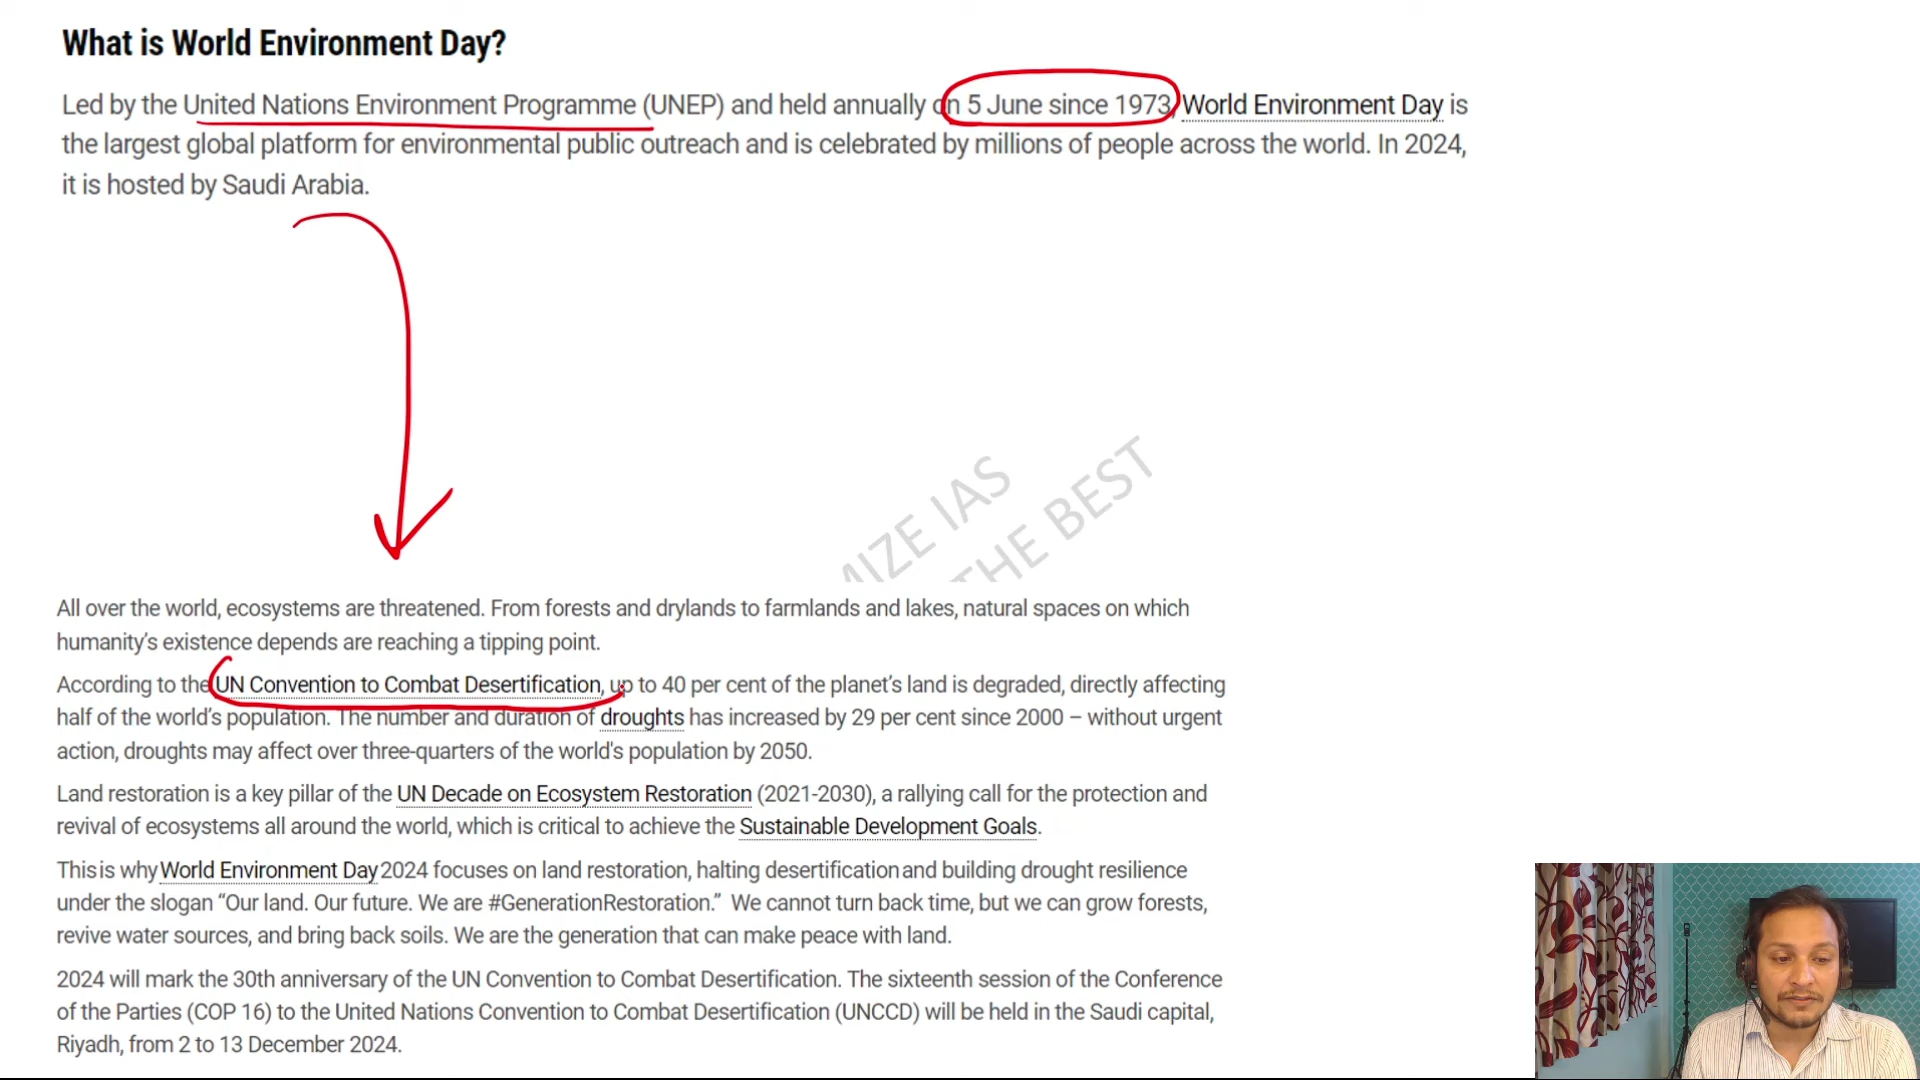 What is World Environment Day?
Led by the United Nations Environment Programme (UNEP) and held annually on 5 June since 1973, World Environment Day is
the largest global platform for environmental public outreach and is celebrated by millions of people across the world. In 2024,
it is hosted by Saudi Arabia.
MIZE IAS
THE BEST
All over the world, ecosystems are threatened. From forests and drylands to farmlands and lakes, natural spaces on which
humanity’s existence depends are reaching a tipping point.
According to the UN Convention to Combat Desertification, up to 40 per cent of the planet’s land is degraded, directly affecting
half of the world’s population. The number and duration of droughts has increased by 29 per cent since 2000 – without urgent
action, droughts may affect over three-quarters of the world's population by 2050.
Land restoration is a key pillar of the UN Decade on Ecosystem Restoration (2021-2030), a rallying call for the protection and
revival of ecosystems all around the world, which is critical to achieve the Sustainable Development Goals.
This is why World Environment Day 2024 focuses on land restoration, halting desertification and building drought resilience
under the slogan “Our land. Our future. We are #GenerationRestoration.” We cannot turn back time, but we can grow forests,
revive water sources, and bring back soils. We are the generation that can make peace with land.
2024 will mark the 30th anniversary of the UN Convention to Combat Desertification. The sixteenth session of the Conference
of the Parties (COP 16) to the United Nations Convention to Combat Desertification (UNCCD) will be held in the Saudi capital,
Riyadh, from 2 to 13 December 2024.